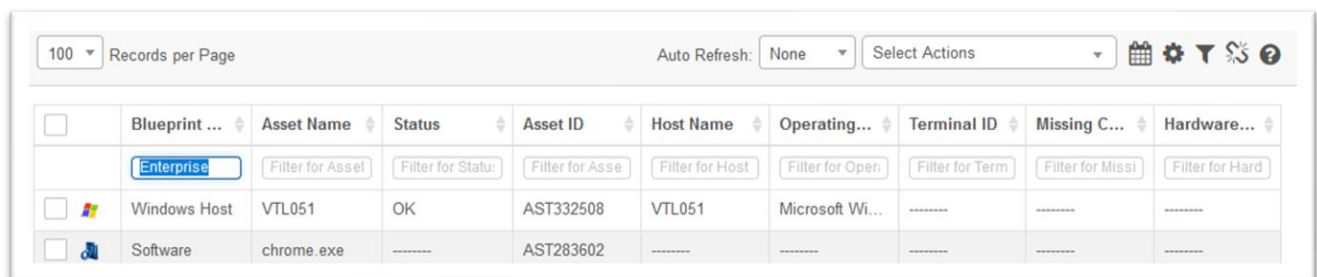 100 Records per Page Auto Refresh: None Select Actions
Blueprint ... Asset Name Status Asset ID Host Name Operating... Terminal ID Missing C... Hardware...
Enterprise Filter for Asset Filter for Status Filter for Asse Filter for Host Filter for Opera Filter for Term Filter for Missi Filter for Hard
Windows Host VTL051 OK AST332508 VTL051 Microsoft Wi... -------- -------- --------
Software chrome.exe -------- AST283602 -------- -------- -------- -------- --------